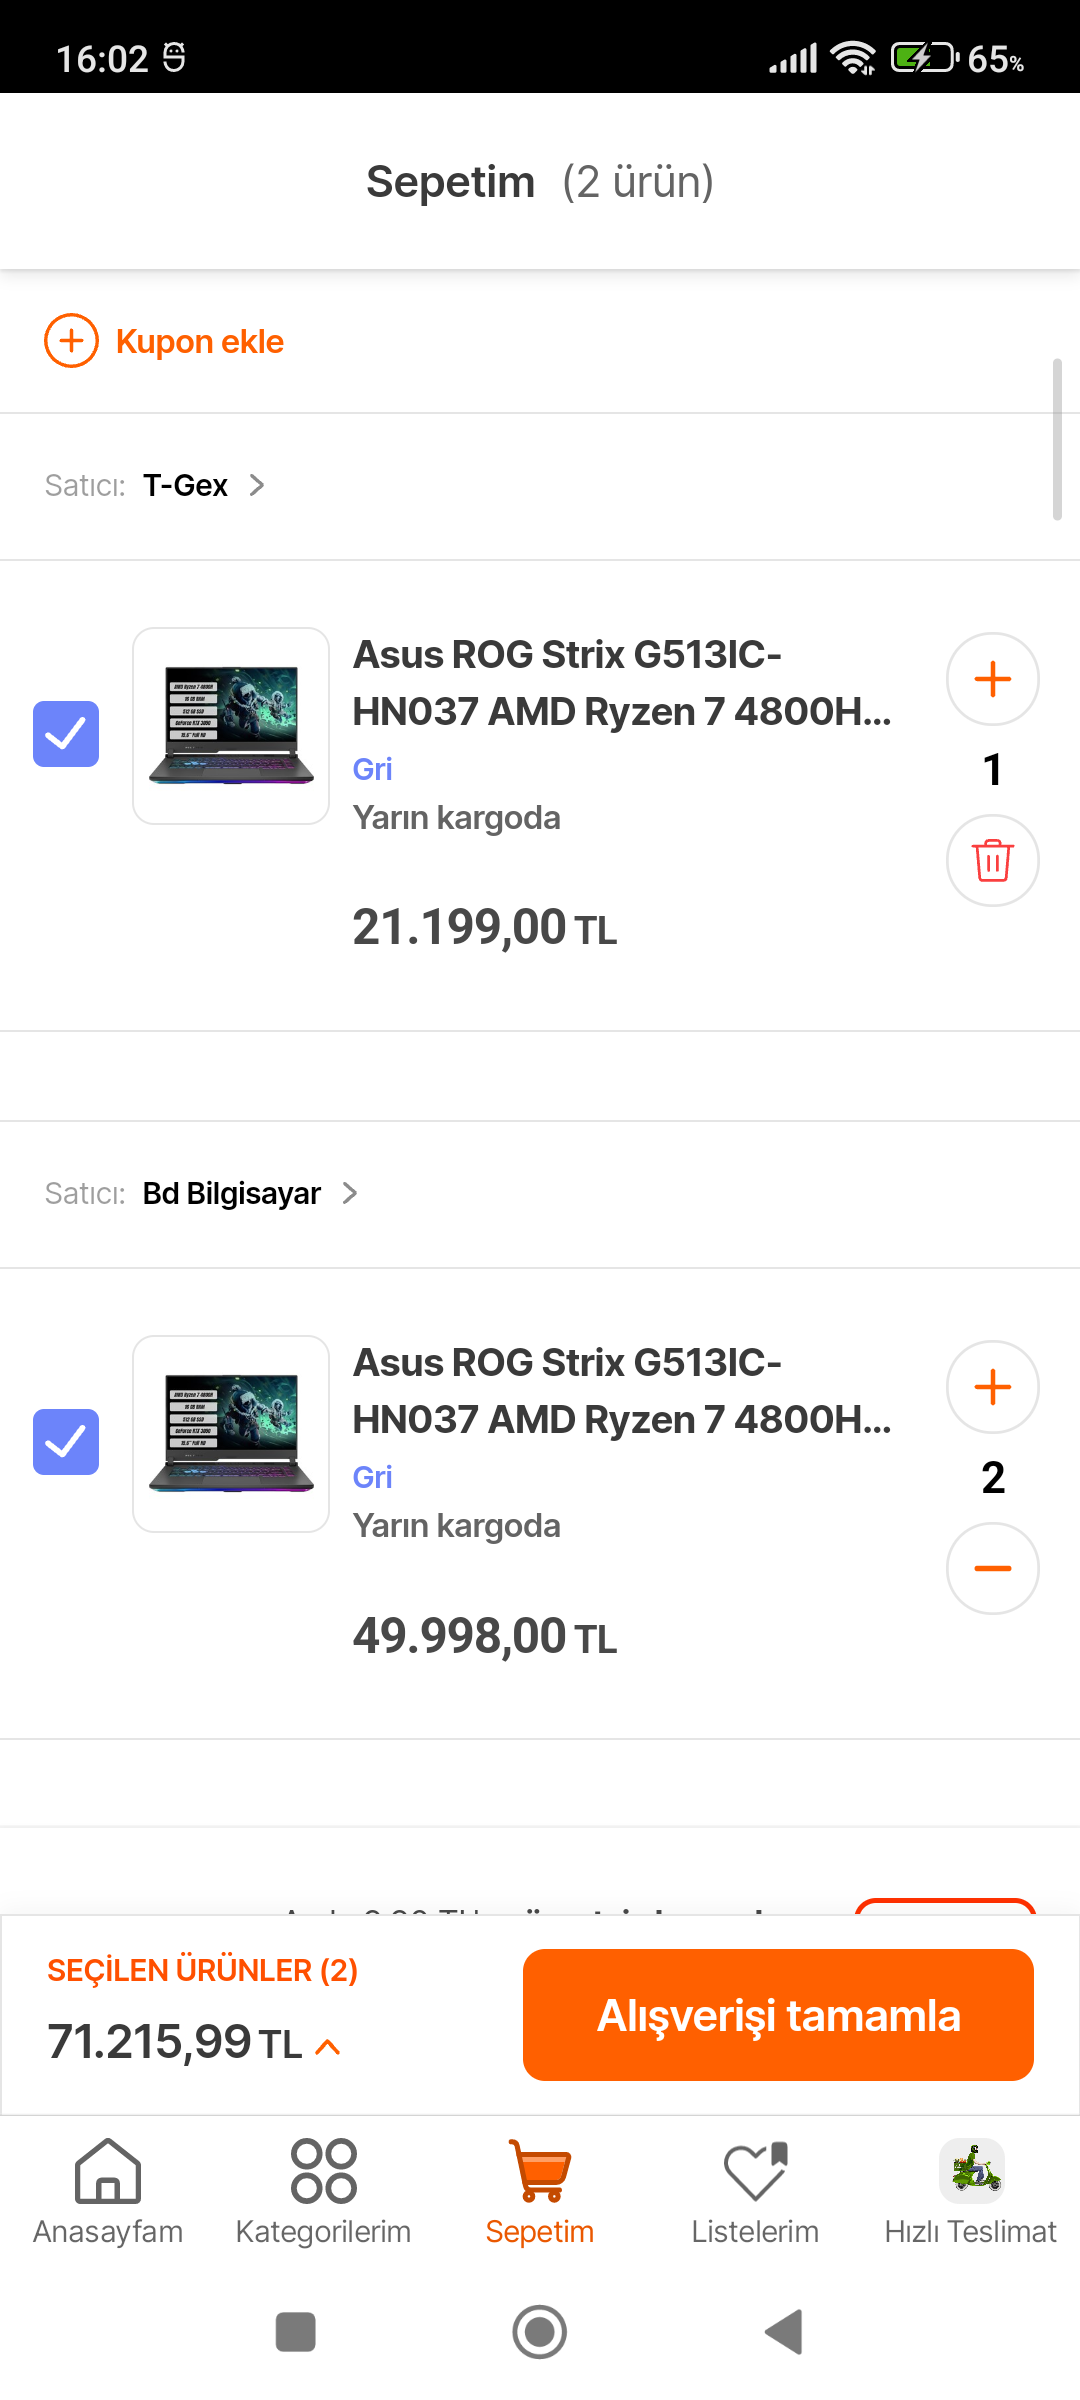 16:02
65%
Sepetim (2 ürün)
Kupon ekle
Satıcı: T-Gex
Asus ROG Strix G513IC-
HN037 AMD Ryzen 7 4800H...
Gri
Yarın kargoda
1
21.199,00 TL
Satıcı: Bd Bilgisayar
Asus ROG Strix G513IC-
HN037 AMD Ryzen 7 4800H...
Gri
Yarın kargoda
2
49.998,00 TL
SEÇİLEN ÜRÜNLER (2)
71.215,99 TL
Alışverişi tamamla
Anasayfam
Kategorilerim
Sepetim
Listelerim
Hızlı Teslimat